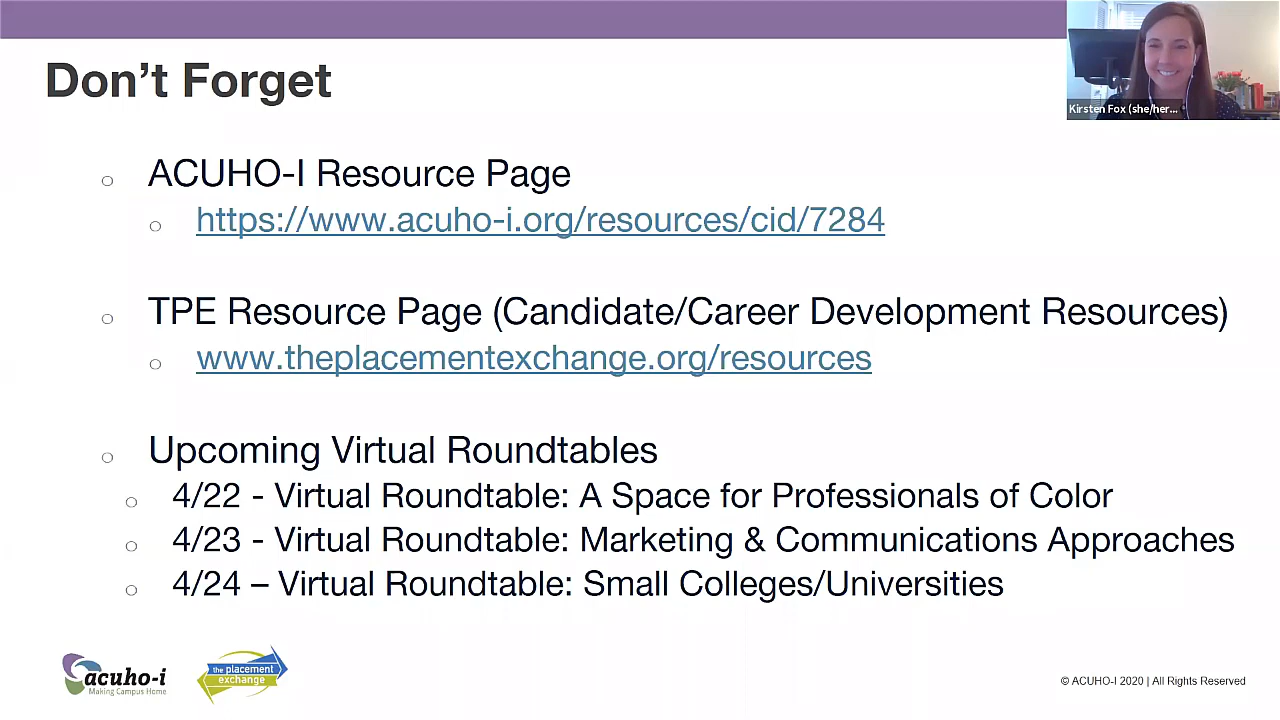 Don’t Forget
Kirsten Fox (she/her...
ACUHO-I Resource Page
https://www.acuho-i.org/resources/cid/7284
TPE Resource Page (Candidate/Career Development Resources)
www.theplacementexchange.org/resources
Upcoming Virtual Roundtables
4/22 - Virtual Roundtable: A Space for Professionals of Color
4/23 - Virtual Roundtable: Marketing & Communications Approaches
4/24 – Virtual Roundtable: Small Colleges/Universities
acuho-i
Making Campus Home
the placement
exchange
© ACUHO-I 2020 | All Rights Reserved